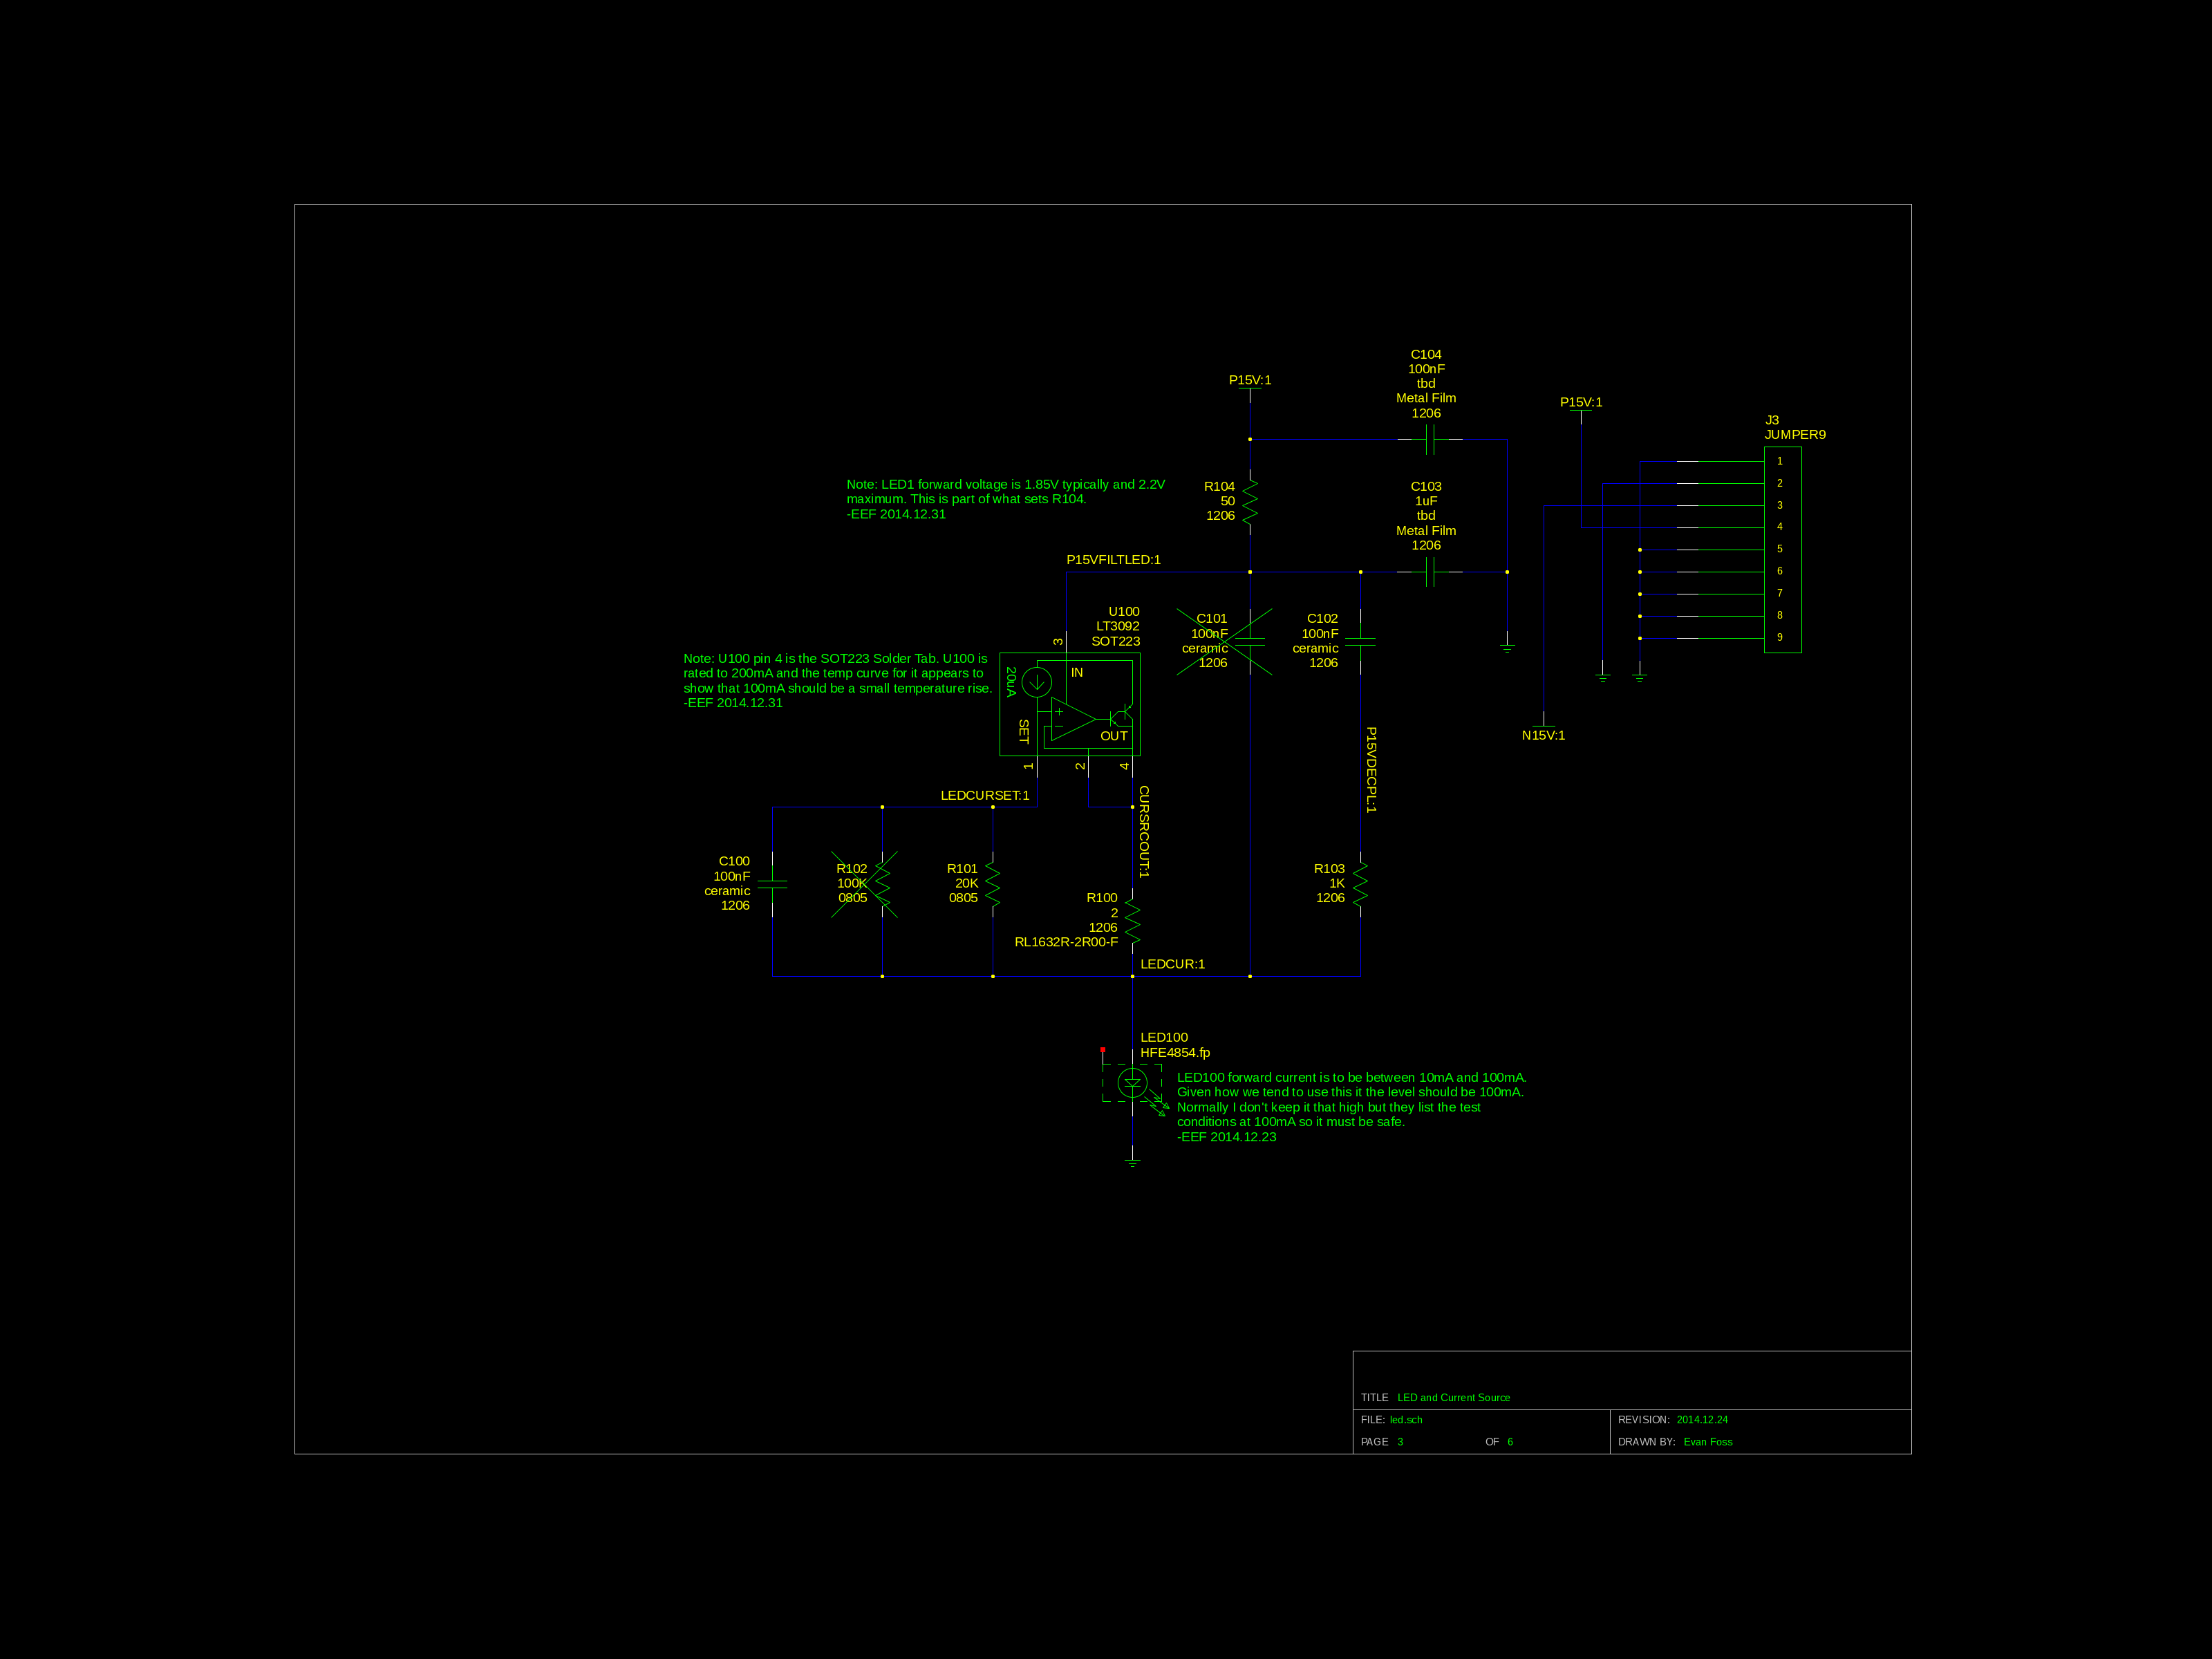 C104
100nF
tbd
Metal Film
1206
P15V:1
P15V:1
J3
JUMPER9
1
2
3
4
5
6
7
8
9
Note: LED1 forward voltage is 1.85V typically and 2.2V
maximum. This is part of what sets R104.
-EEF 2014.12.31
R104
50
1206
C103
1uF
tbd
Metal Film
1206
P15VFILTLED:1
U100
LT3092
SOT223
3
C101
100nF
ceramic
1206
C102
100nF
ceramic
1206
Note: U100 pin 4 is the SOT223 Solder Tab. U100 is
rated to 200mA and the temp curve for it appears to
show that 100mA should be a small temperature rise.
-EEF 2014.12.31
20uA
IN
SET
OUT
1
2
4
N15V:1
P15VDECPL:1
LEDCURSET:1
CURSRCOUT:1
C100
100nF
ceramic
1206
R102
100K
0805
R101
20K
0805
R100
2
1206
RL1632R-2R00-F
R103
1K
1206
LEDCUR:1
LED100
HFE4854.fp
LED100 forward current is to be between 10mA and 100mA.
Given how we tend to use this it the level should be 100mA.
Normally I don't keep it that high but they list the test
conditions at 100mA so it must be safe.
-EEF 2014.12.23
TITLE LED and Current Source
FILE: led.sch
REVISION: 2014.12.24
PAGE 3 OF 6
DRAWN BY: Evan Foss